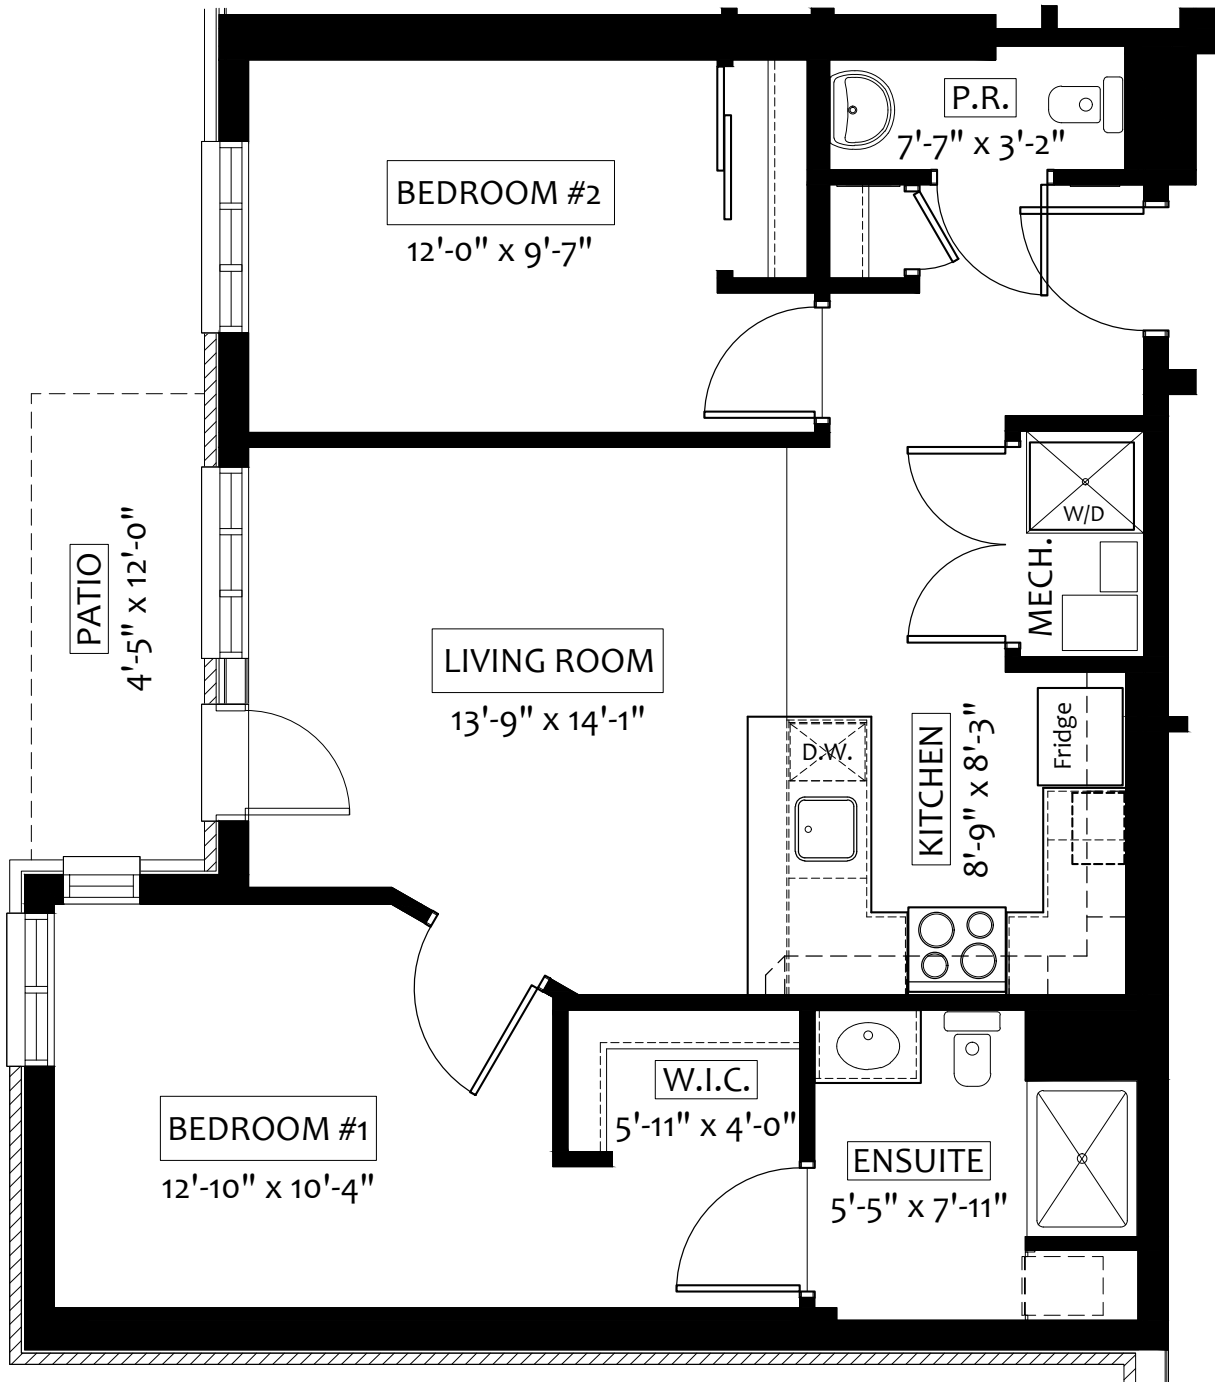 P.R.
7'-7" x 3'-2"
BEDROOM #2
12'-0" x 9'-7"
W/D
MECH.
PATIO
4'-5" x 12'-0"
LIVING ROOM
13'-9" x 14'-1"
Fridge
D.W.
KITCHEN
8'-9" x 8'-3"
W.I.C.
5'-11" x 4'-0"
BEDROOM #1
12'-10" x 10'-4"
ENSUITE
5'-5" x 7'-11"